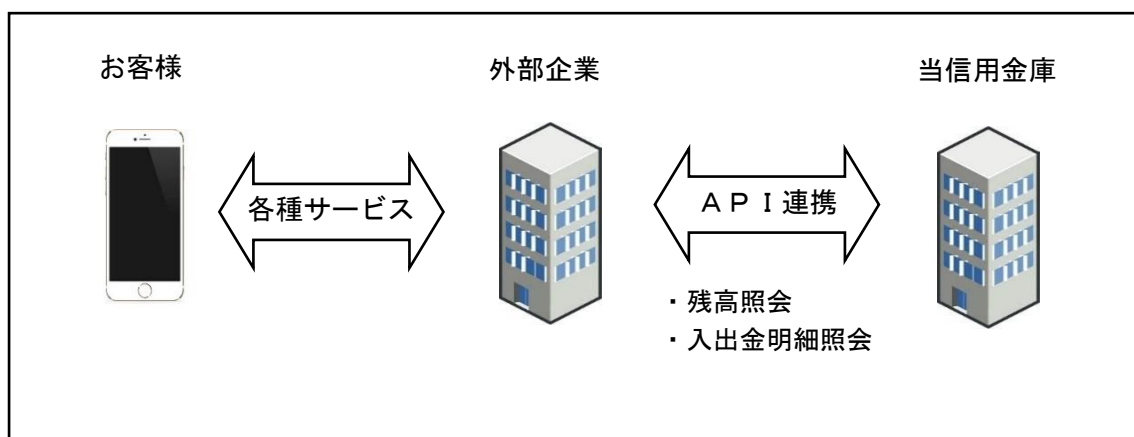 お客様
外部企業
当信用金庫
各種サービス
ＡＰＩ連携
・残高照会
・入出金明細照会